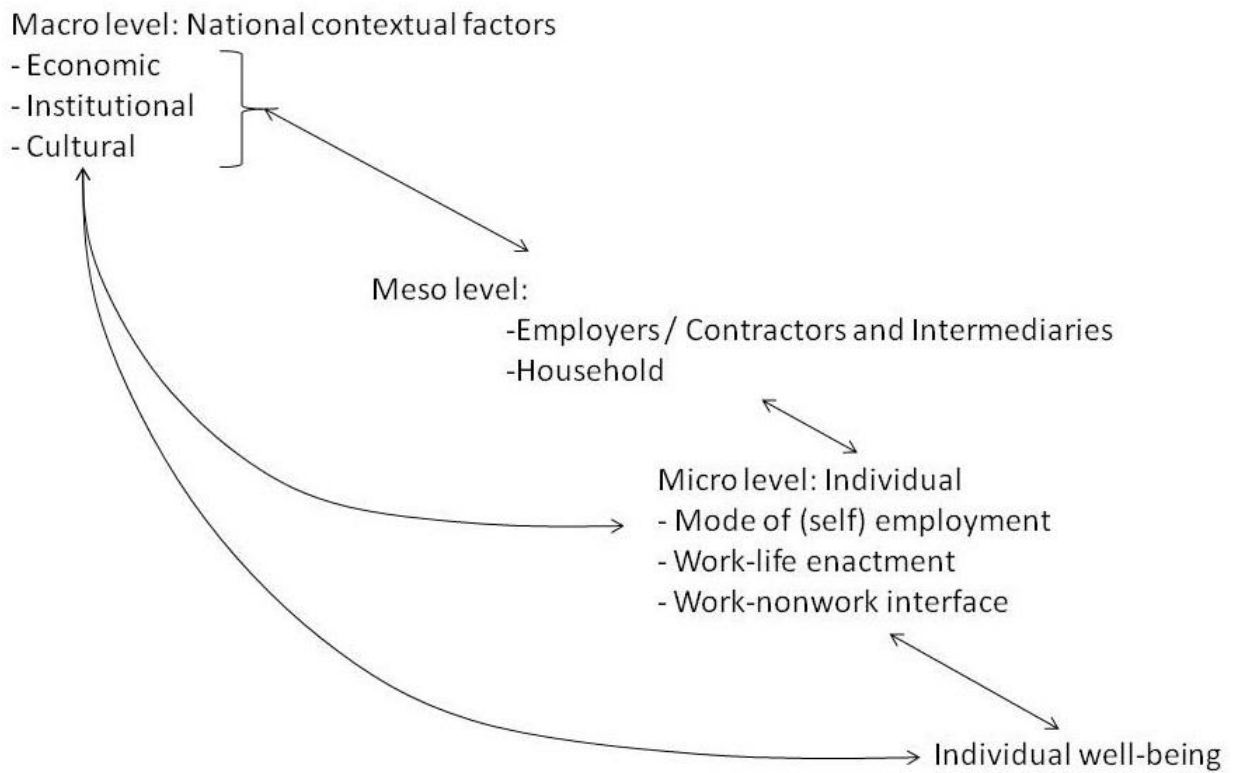 Macro level: National contextual factors
- Economic
- Institutional
- Cultural
Meso level:
-Employers / Contractors and Intermediaries
-Household
Micro level: Individual
- Mode of (self) employment
- Work-life enactment
- Work-nonwork interface
Individual well-being